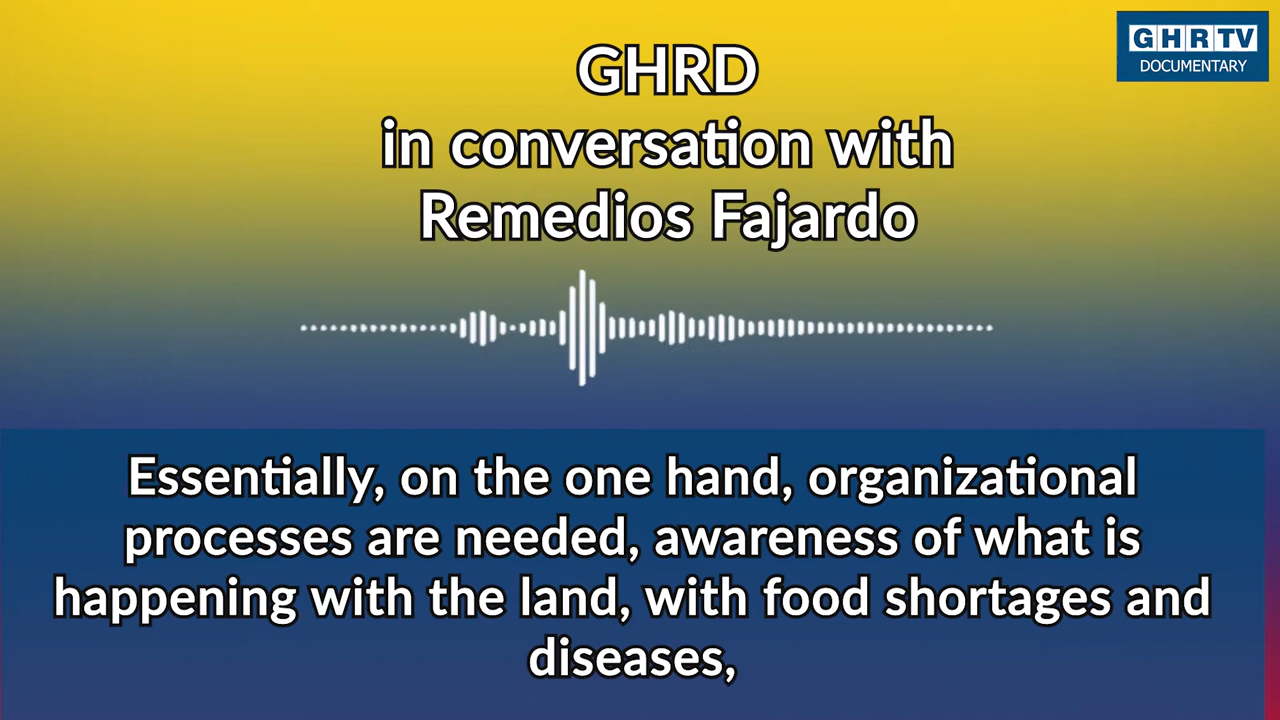 GHRTV
DOCUMENTARY
GHRD
in conversation with
Remedios Fajardo
Essentially, on the one hand, organizational
processes are needed, awareness of what is
happening with the land, with food shortages and
diseases,